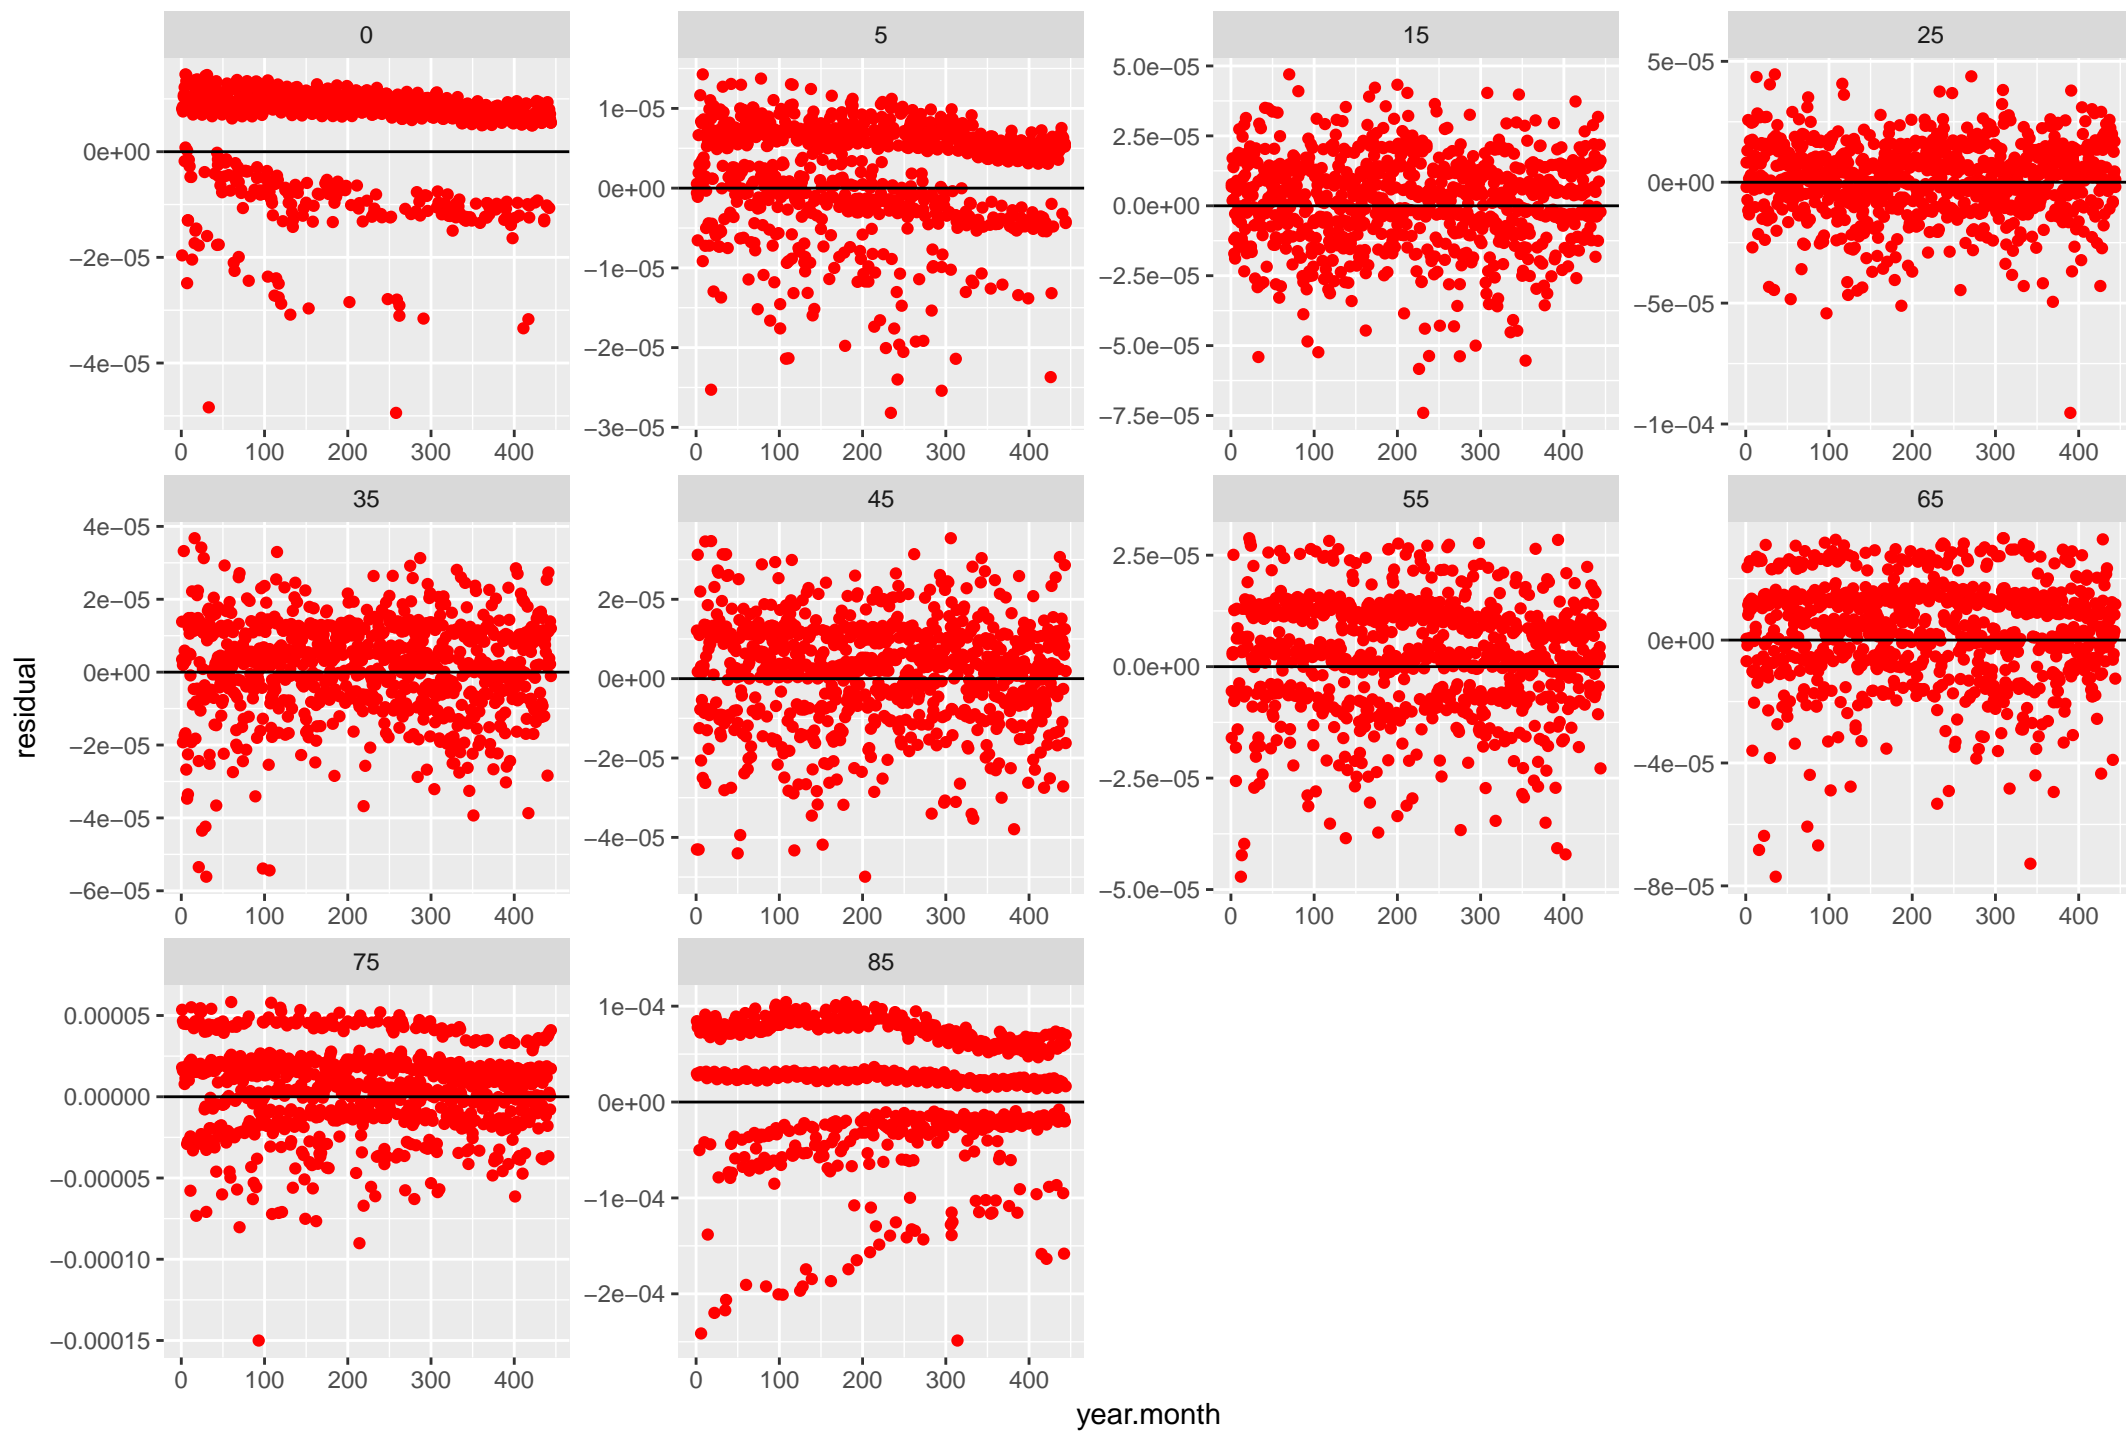 0 5 15 25
1e−05 5.0e−05 5e−05
0e+00 0e+00 2.5e−05 0e+00
−2e−05 −1e−05 0.0e+00 −5e−05
−4e−05 −2e−05 −2.5e−05 −1e−04
−3e−05 −5.0e−05
−7.5e−05
0 100 200 300 400 0 100 200 300 400 0 100 200 300 400 0 100 200 300 400
35 45 55 65
4e−05 2e−05 2.5e−05 0e+00
2e−05 0e+00 0.0e+00 −4e−05
0e+00 −2e−05 −2.5e−05 −8e−05
−2e−05 −4e−05 −5.0e−05
−4e−05
−6e−05
0 100 200 300 400 0 100 200 300 400 0 100 200 300 400 0 100 200 300 400
75 85
0.00005 1e−04
0.00000 0e+00
−0.00005 −1e−04
−0.00010 −2e−04
−0.00015
0 100 200 300 400 0 100 200 300 400
year.month
residual